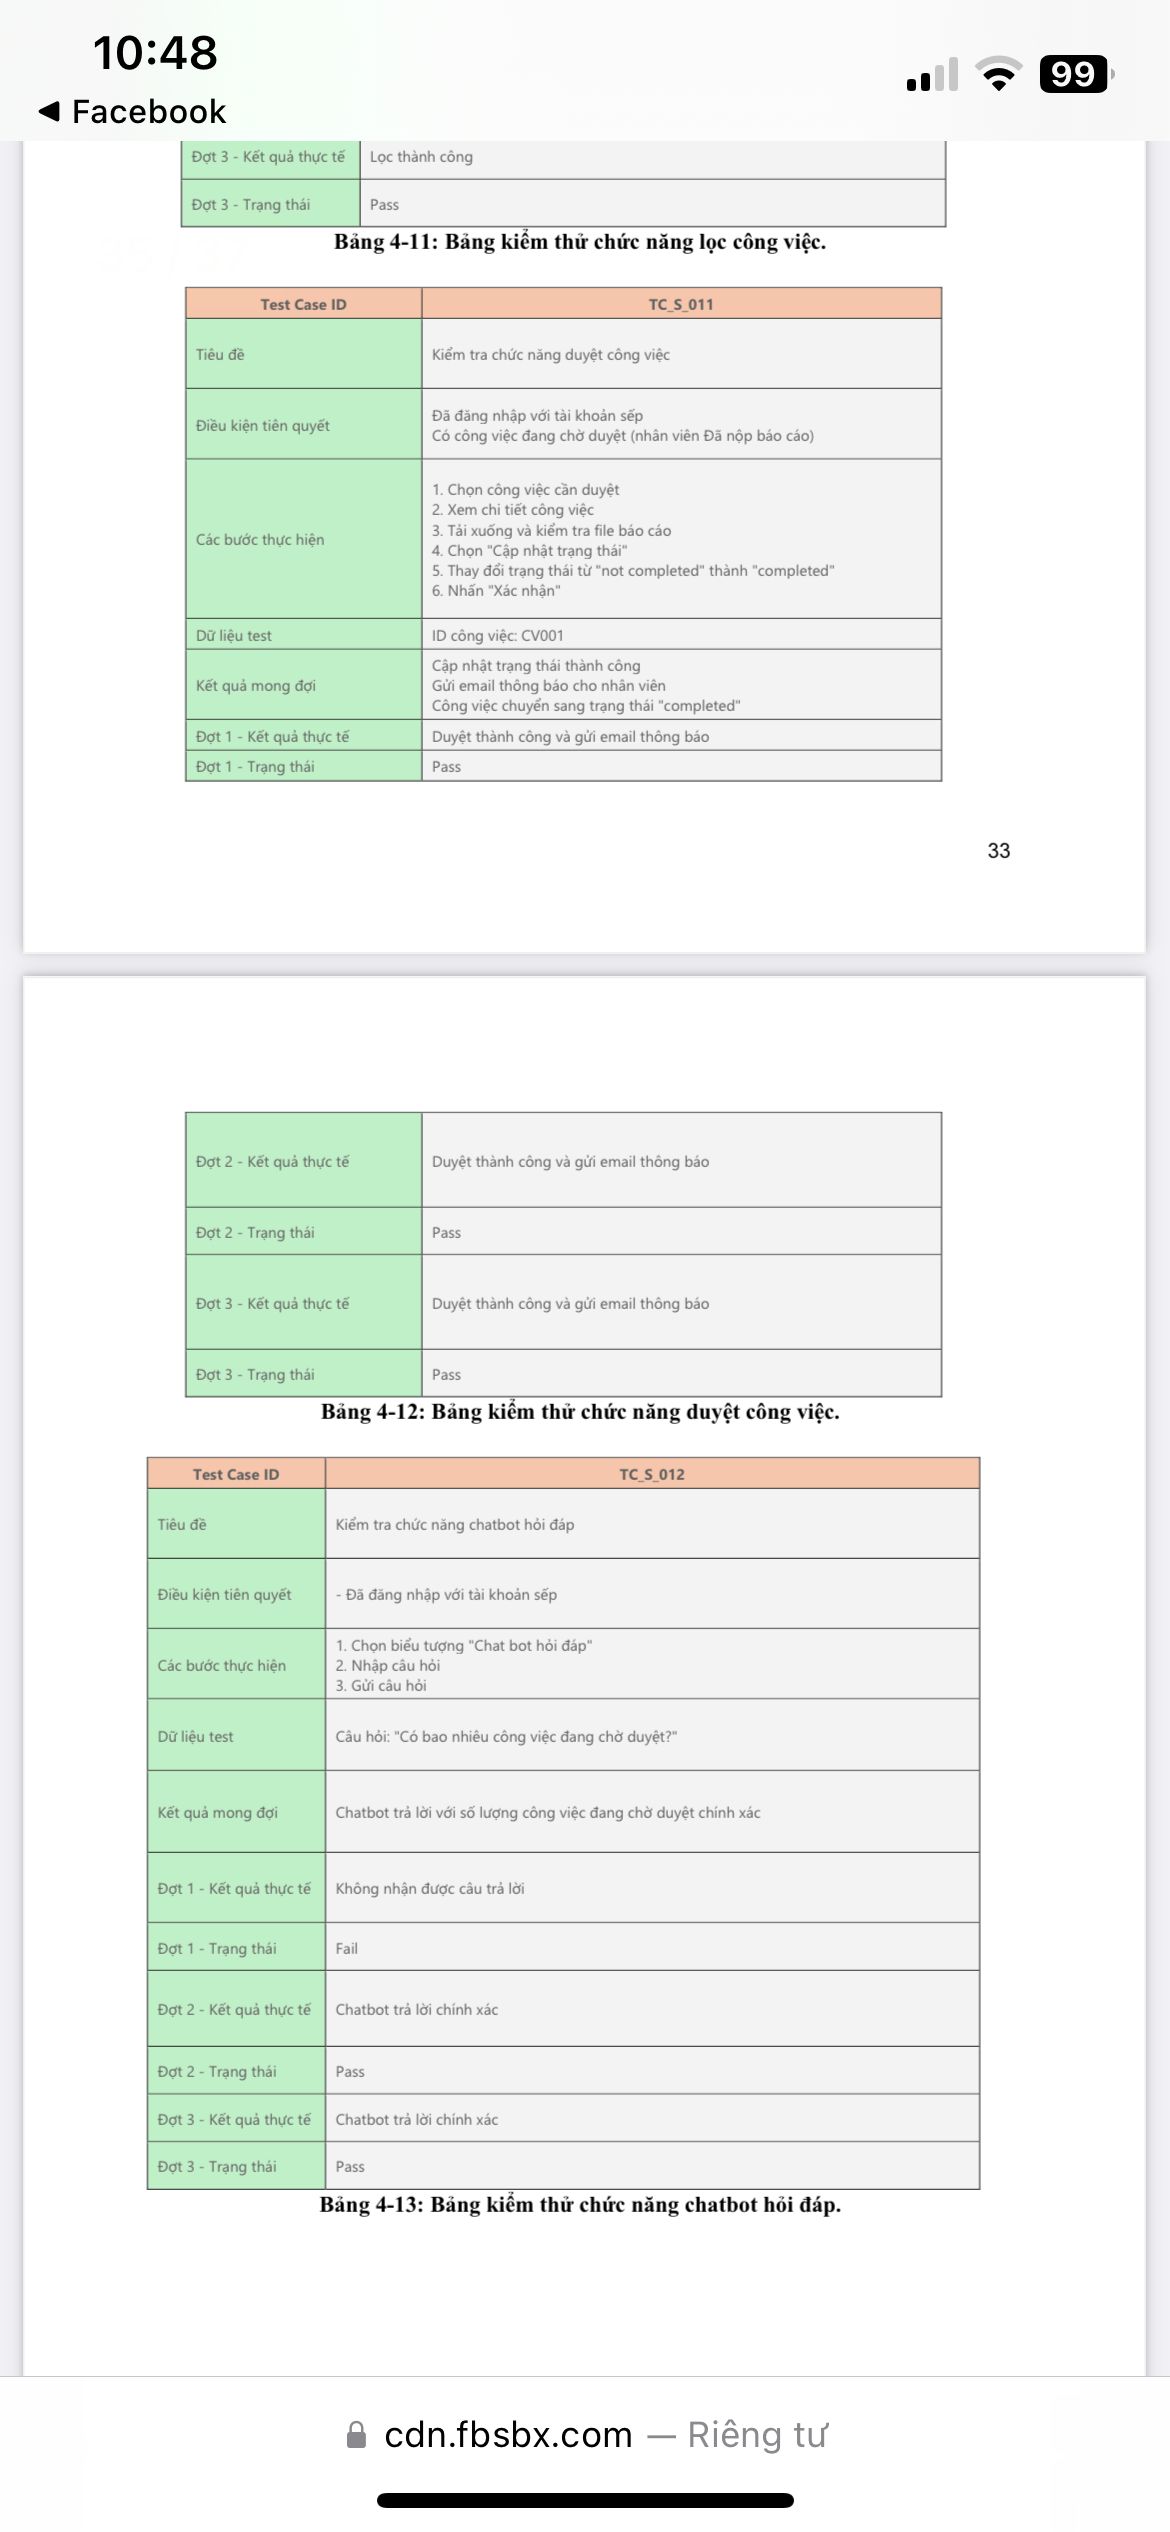 10:48
99
◀ Facebook
Đợt 3 - Kết quả thực tế Lọc thành công
Đợt 3 - Trạng thái Pass
Bảng 4-11: Bảng kiểm thử chức năng lọc công việc.
Test Case ID TC_S_011
Tiêu đề Kiểm tra chức năng duyệt công việc
Điều kiện tiên quyết
Đã đăng nhập với tài khoản sếp
Có công việc đang chờ duyệt (nhân viên Đã nộp báo cáo)
Các bước thực hiện
1. Chọn công việc cần duyệt
2. Xem chi tiết công việc
3. Tải xuống và kiểm tra file báo cáo
4. Chọn "Cập nhật trạng thái"
5. Thay đổi trạng thái từ "not completed" thành "completed"
6. Nhấn "Xác nhận"
Dữ liệu test ID công việc: CV001
Kết quả mong đợi
Cập nhật trạng thái thành công
Gửi email thông báo cho nhân viên
Công việc chuyển sang trạng thái "completed"
Đợt 1 - Kết quả thực tế Duyệt thành công và gửi email thông báo
Đợt 1 - Trạng thái Pass
33
Đợt 2 - Kết quả thực tế Duyệt thành công và gửi email thông báo
Đợt 2 - Trạng thái Pass
Đợt 3 - Kết quả thực tế Duyệt thành công và gửi email thông báo
Đợt 3 - Trạng thái Pass
Bảng 4-12: Bảng kiểm thử chức năng duyệt công việc.
Test Case ID TC_S_012
Tiêu đề Kiểm tra chức năng chatbot hỏi đáp
Điều kiện tiên quyết - Đã đăng nhập với tài khoản sếp
Các bước thực hiện
1. Chọn biểu tượng "Chat bot hỏi đáp"
2. Nhập câu hỏi
3. Gửi câu hỏi
Dữ liệu test Câu hỏi: "Có bao nhiêu công việc đang chờ duyệt?"
Kết quả mong đợi Chatbot trả lời với số lượng công việc đang chờ duyệt chính xác
Đợt 1 - Kết quả thực tế Không nhận được câu trả lời
Đợt 1 - Trạng thái Fail
Đợt 2 - Kết quả thực tế Chatbot trả lời chính xác
Đợt 2 - Trạng thái Pass
Đợt 3 - Kết quả thực tế Chatbot trả lời chính xác
Đợt 3 - Trạng thái Pass
Bảng 4-13: Bảng kiểm thử chức năng chatbot hỏi đáp.
cdn.fbsbx.com — Riêng tư